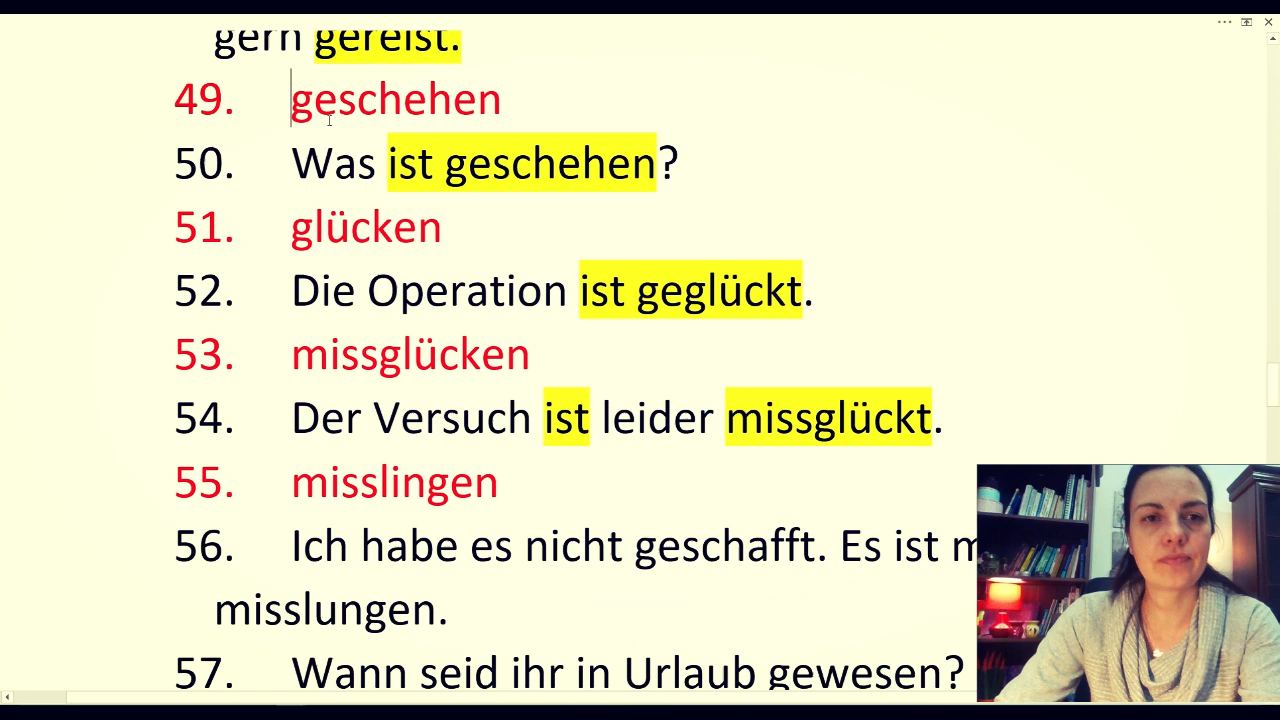 gern gereist.
49. geschehen
50. Was ist geschehen?
51. glücken
52. Die Operation ist geglückt.
53. missglücken
54. Der Versuch ist leider missglückt.
55. misslingen
56. Ich habe es nicht geschafft. Es ist
misslungen.
57. Wann seid ihr in Urlaub gewesen?